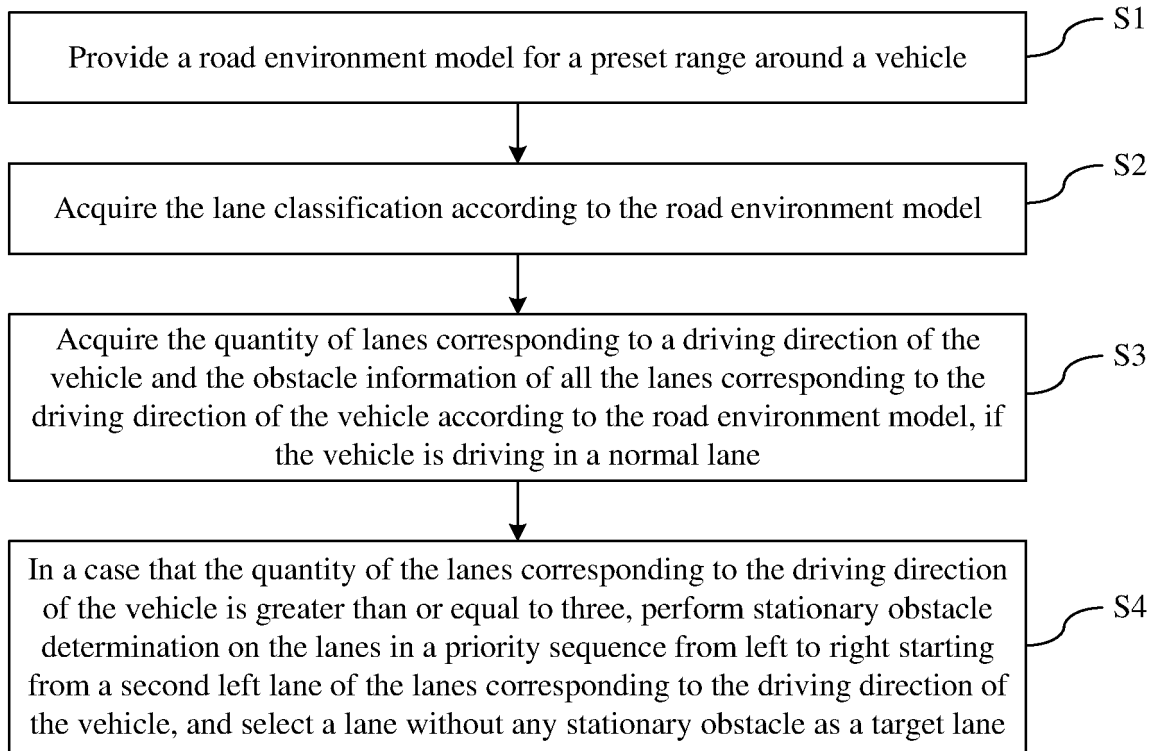 Provide a road environment model for a preset range around a vehicle
S1
Acquire the lane classification according to the road environment model
S2
Acquire the quantity of lanes corresponding to a driving direction of the
vehicle and the obstacle information of all the lanes corresponding to the
driving direction of the vehicle according to the road environment model, if
the vehicle is driving in a normal lane
S3
In a case that the quantity of the lanes corresponding to the driving direction
of the vehicle is greater than or equal to three, perform stationary obstacle
determination on the lanes in a priority sequence from left to right starting
from a second left lane of the lanes corresponding to the driving direction of
the vehicle, and select a lane without any stationary obstacle as a target lane
S4